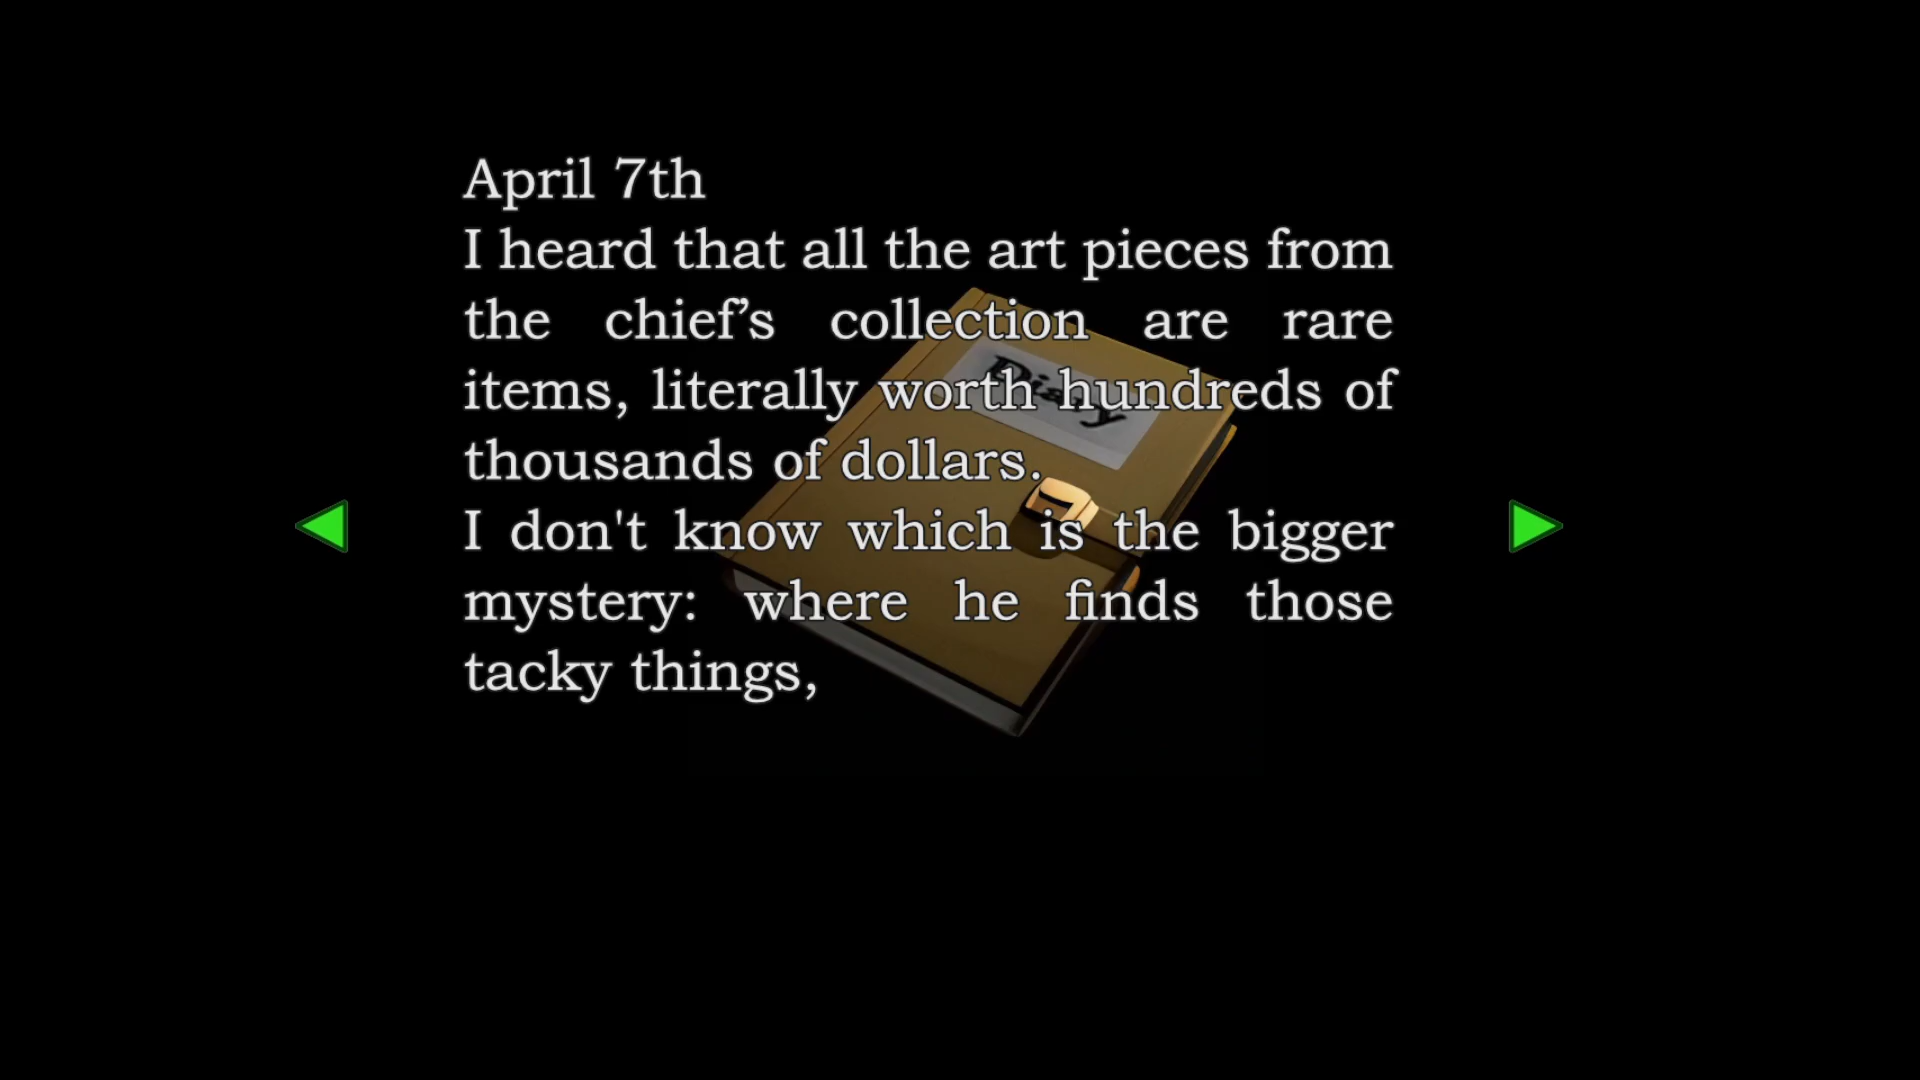 April 7th
I heard that all the art pieces from
the chief’s collection are rare
items, literally worth hundreds of
thousands of dollars.
I don't know which is the bigger
mystery: where he finds those
tacky things,
Diary